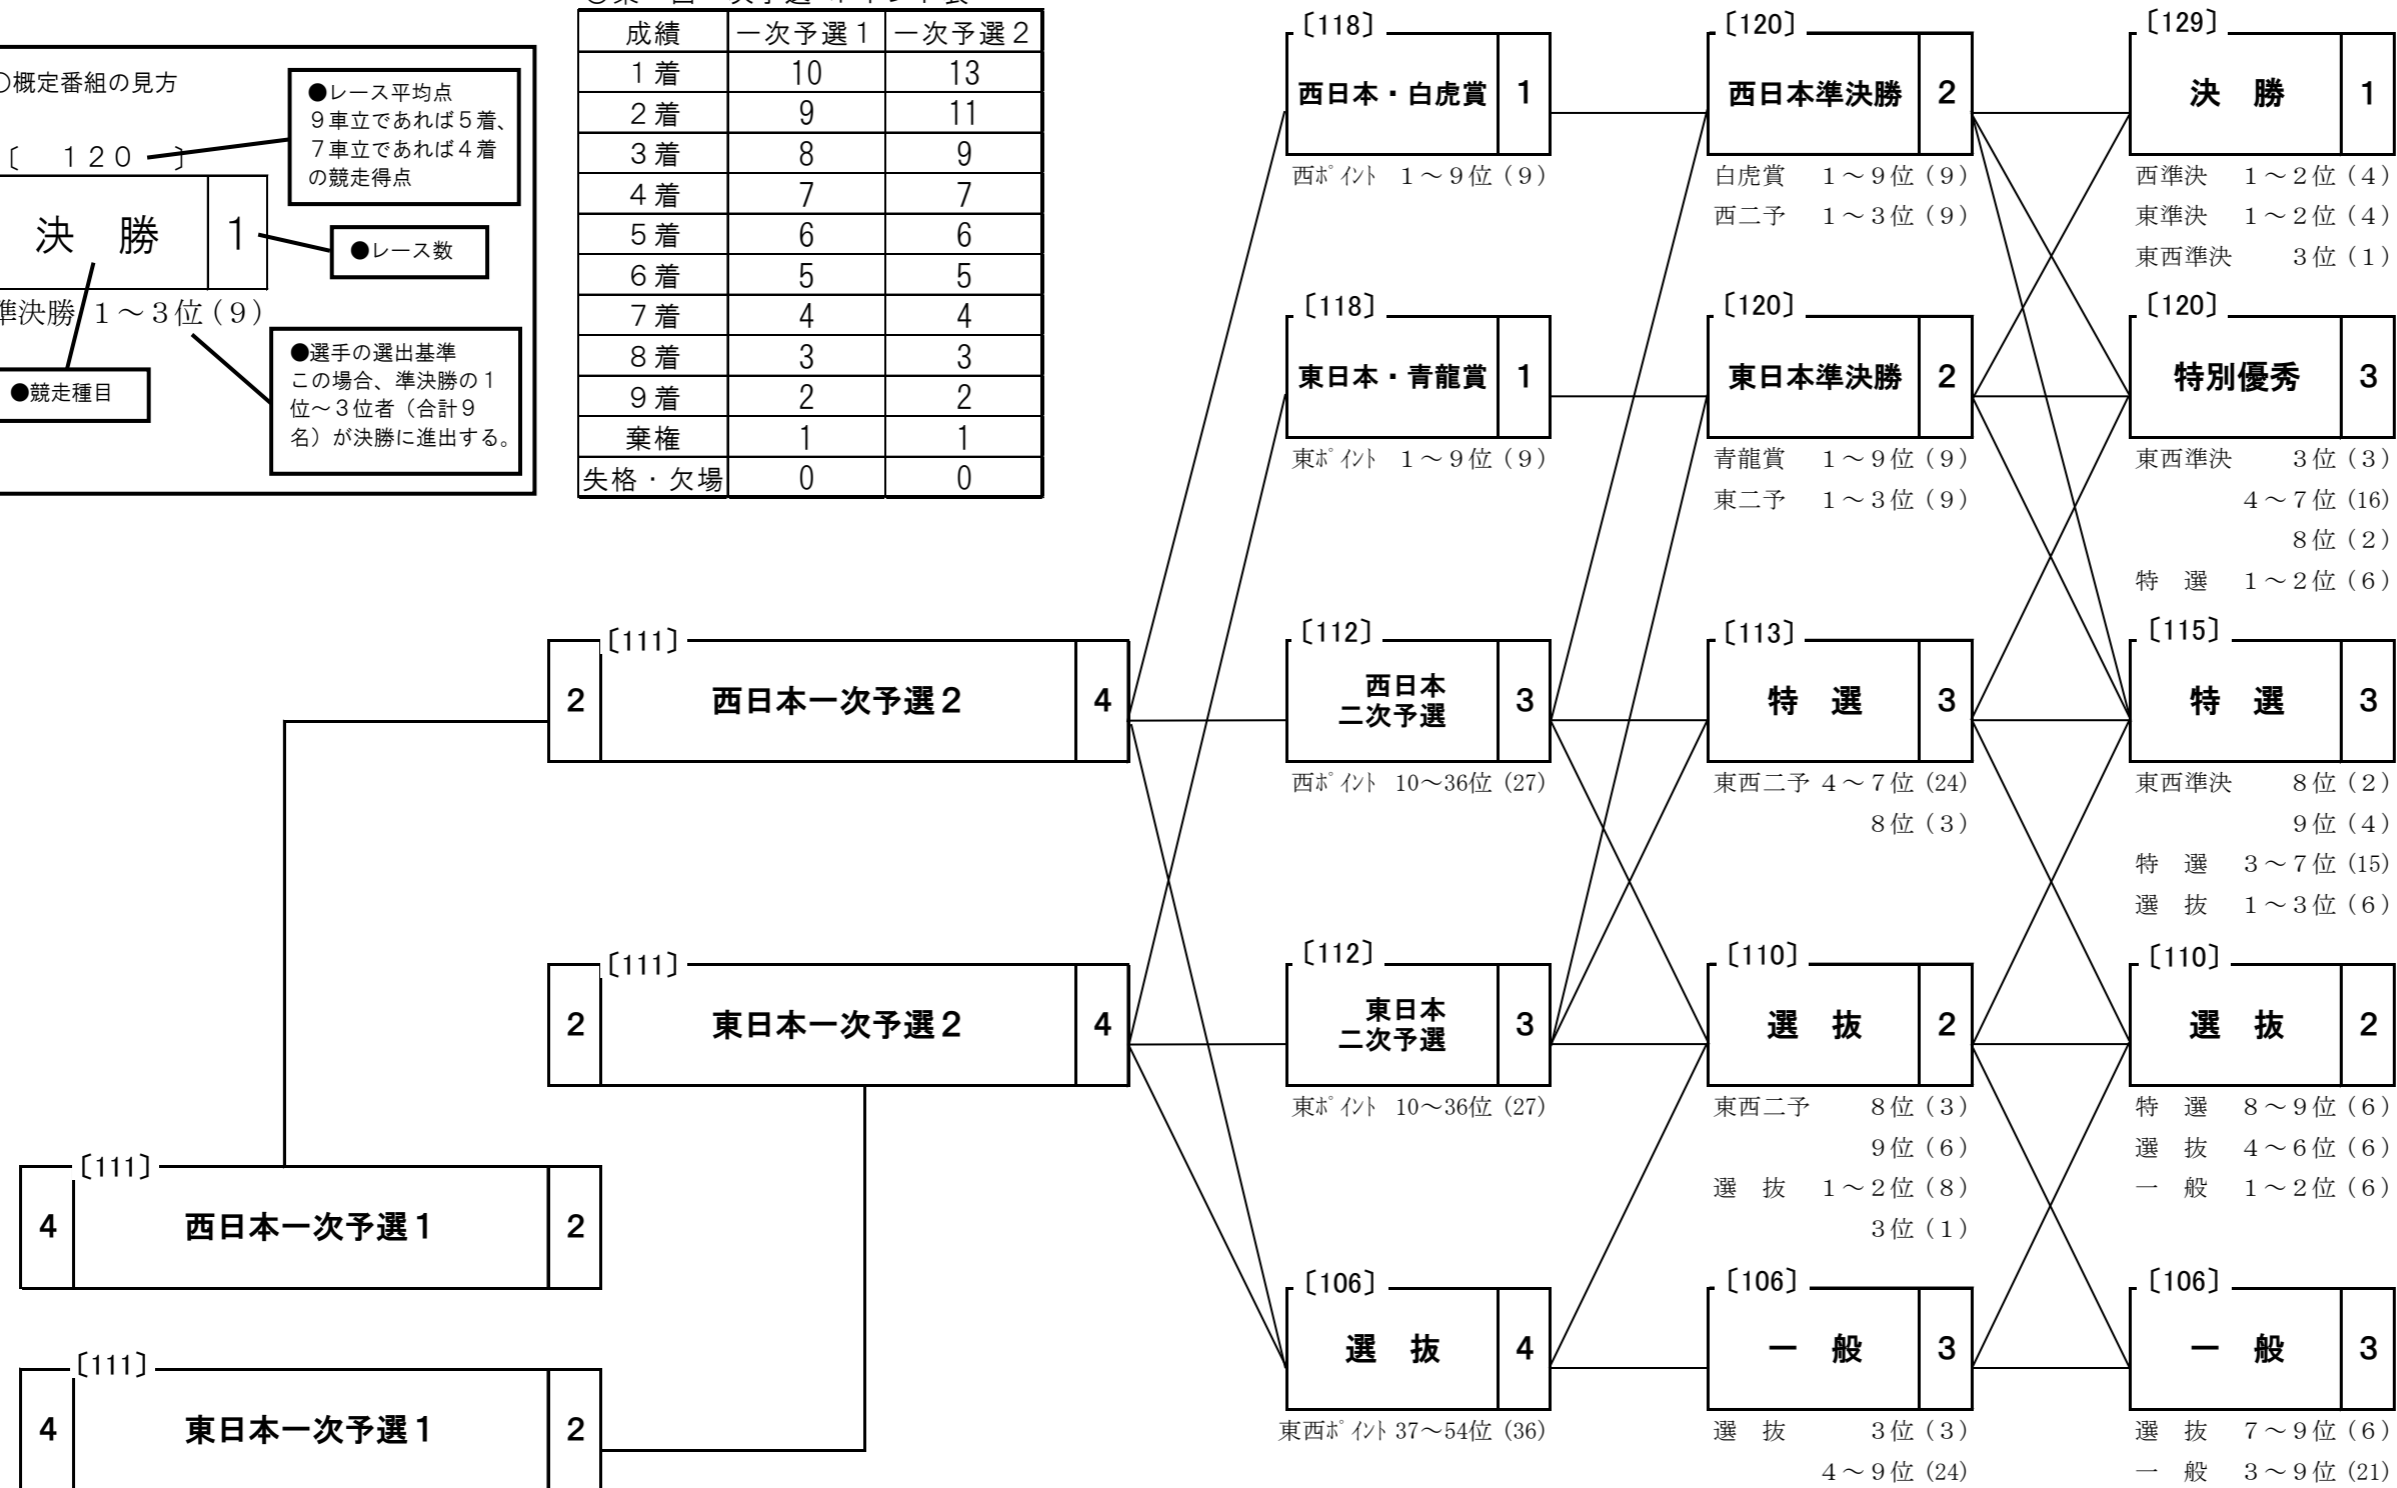 〇概定番組の見方
〔 １２０ 〕
●レース平均点
９車立であれば５着、
７車立であれば４着
の競走得点
決 勝 1
●レース数
準決勝 １～３位（９）
●競走種目
●選手の選出基準
この場合、準決勝の１
位～３位者（合計９
名）が決勝に進出する。
成績 一次予選１ 一次予選２
１着 10 13
２着 9 11
３着 8 9
４着 7 7
５着 6 6
６着 5 5
７着 4 4
８着 3 3
９着 2 2
棄権 1 1
失格・欠場 0 0
〔111〕
2 西日本一次予選２ 4
〔111〕
2 東日本一次予選２ 4
〔111〕
4 西日本一次予選１ 2
〔111〕
4 東日本一次予選１ 2
〔118〕
西日本・白虎賞 1
西ﾎﾟｲﾝﾄ １～９位（９）
〔118〕
東日本・青龍賞 1
東ﾎﾟｲﾝﾄ １～９位（９）
〔112〕
西日本
二次予選 3
西ﾎﾟｲﾝﾄ 10～36位（27）
〔112〕
東日本
二次予選 3
東ﾎﾟｲﾝﾄ 10～36位（27）
〔106〕
選 抜 4
東西ﾎﾟｲﾝﾄ 37～54位（36）
〔120〕
西日本準決勝 2
白虎賞 １～９位（９）
西二予 １～３位（９）
〔120〕
東日本準決勝 2
青龍賞 １～９位（９）
東二予 １～３位（９）
〔113〕
特 選 3
東西二予 ４～７位（24）
８位（３）
〔110〕
選 抜 2
東西二予 ８位（３）
９位（６）
選 抜 １～２位（８）
３位（１）
〔106〕
一 般 3
選 抜 ３位（３）
４～９位（24）
〔129〕
決 勝 1
西準決 １～２位（４）
東準決 １～２位（４）
東西準決 ３位（１）
〔120〕
特別優秀 3
東西準決 ３位（３）
４～７位（16）
８位（２）
特 選 １～２位（６）
〔115〕
特 選 3
東西準決 ８位（２）
９位（４）
特 選 ３～７位（15）
選 抜 １～３位（６）
〔110〕
選 抜 2
特 選 ８～９位（６）
選 抜 ４～６位（６）
一 般 １～２位（６）
〔106〕
一 般 3
選 抜 ７～９位（６）
一 般 ３～９位（21）